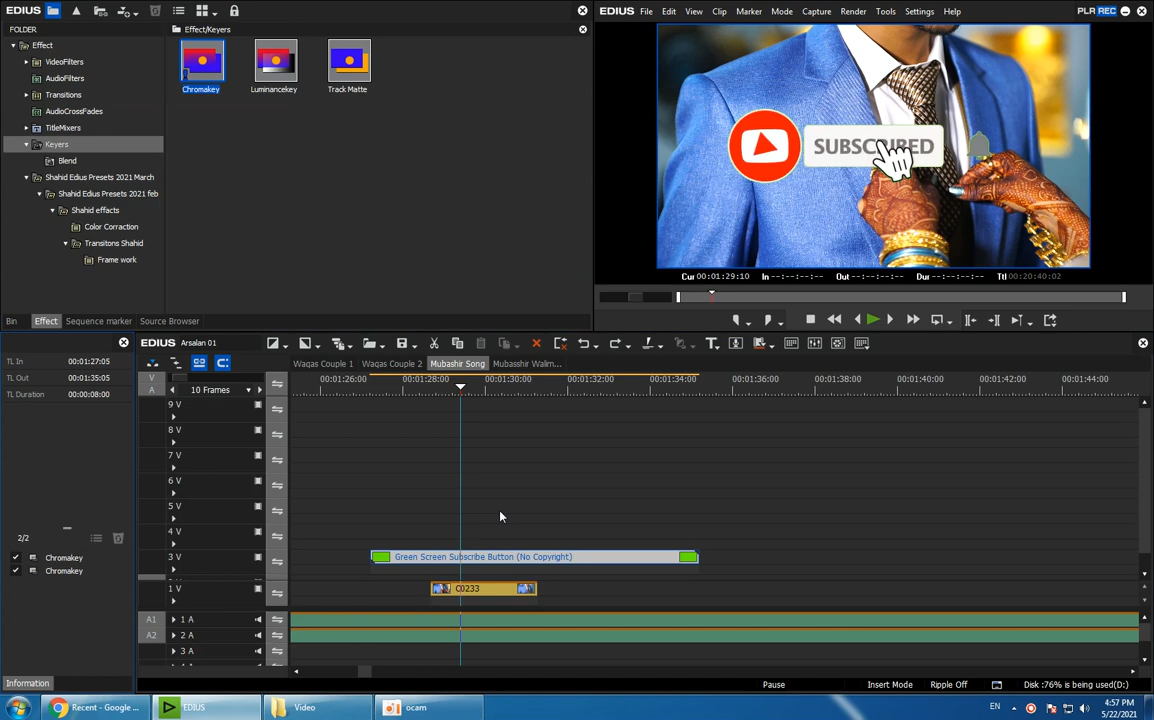 EDIUS
EDIUS File Edit View Clip Marker Mode Capture Render Tools Settings Help PLR REC
FOLDER
Effect/Keyers
Effect
VideoFilters
AudioFilters
Transitions
AudioCrossFades
TitleMixers
Keyers
Blend
Shahid Edius Presets 2021 March
Shahid Edius Presets 2021 feb
Shahid effacts
Color Corraction
Transitons Shahid
Frame work
Chromakey
Luminancekey
Track Matte
SUBSCRIBED
Cur 00:01:29:10 In --:--:--:-- Out --:--:--:-- Dur --:--:--:-- Ttl 00:20:40:02
Bin Effect Sequence marker Source Browser
TL In 00:01:27:05
TL Out 00:01:35:05
TL Duration 00:00:08:00
2/2
Chromakey
Chromakey
Information
EDIUS Arsalan 01
Waqas Couple 1 Waqas Couple 2 Mubashir Song Mubasshir Walm...
V
A
10 Frames
00:01:26:00 00:01:28:00 00:01:30:00 00:01:32:00 00:01:34:00 00:01:36:00 00:01:38:00 00:01:40:00 00:01:42:00 00:01:44:00
9 V
8 V
7 V
6 V
5 V
4 V
3 V
Green Screen Subscribe Button (No Copyright)
1 V
C0233
A1 1 A
A2 2 A
3 A
Pause Insert Mode Ripple Off Disk :76% is being used(D:)
Recent - Google ...
EDIUS
Video
ocam
EN
4:57 PM
5/22/2021